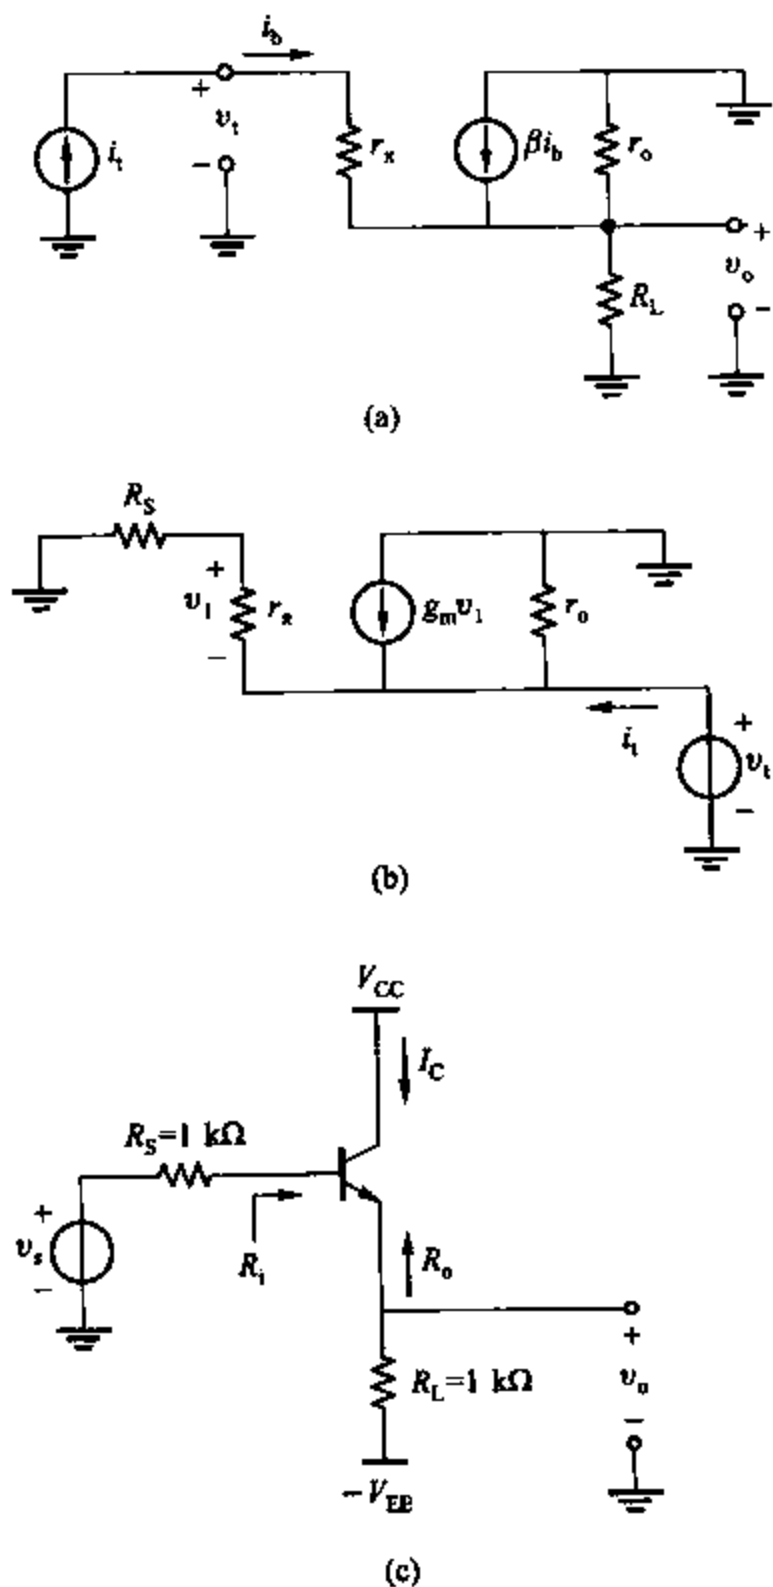 i_b
+
v_t
−
i_t
r_π
βi_b
r_o
+
v_o
−
R_L
(a)
R_S
+
v_1
−
r_π
g_m v_1
r_o
i_t
+
v_t
−
(b)
V_CC
I_C
R_S=1 kΩ
+
v_s
−
R_i
R_o
R_L=1 kΩ
+
v_o
−
−V_EE
(c)